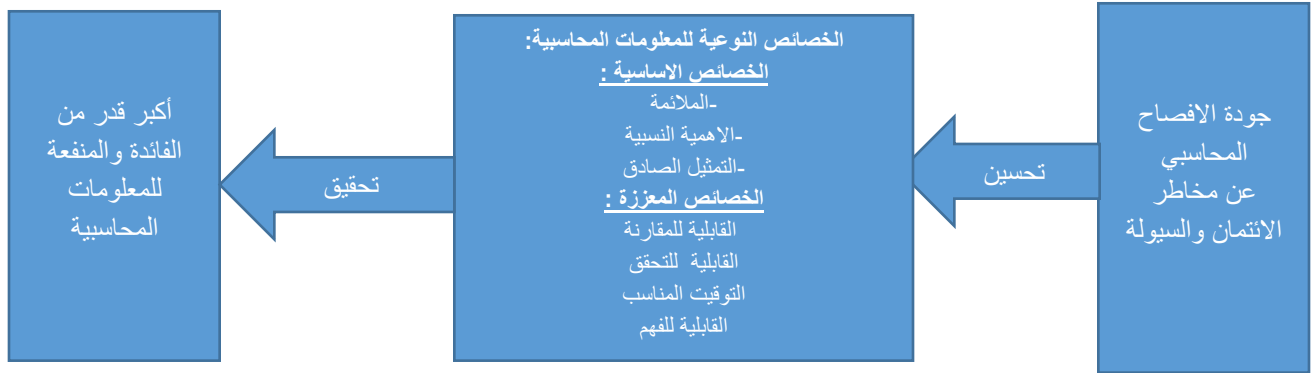 جودة الافصاح
المحاسبي
عن مخاطر
الائتمان والسيولة
تحسين
الخصائص النوعية للمعلومات المحاسبية:
الخصائص الاساسية :
-الملائمة
-الاهمية النسبية
-التمثيل الصادق
الخصائص المعززة :
القابلية للمقارنة
القابلية للتحقق
التوقيت المناسب
القابلية للفهم
تحقيق
أكبر قدر من
الفائدة والمنفعة
للمعلومات
المحاسبية